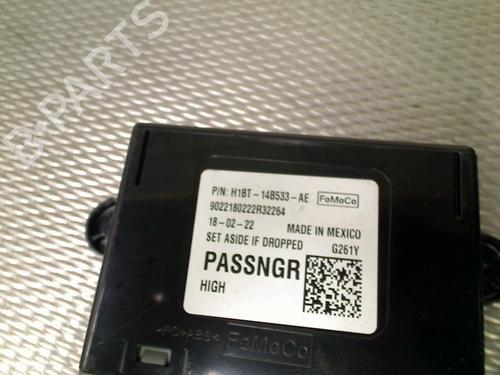 B-PARTS
P/N: H1BT-14B533-AE FoMoCo
9022180222R32264
18-02-22 MADE IN MEXICO
SET ASIDE IF DROPPED G261Y
PASSNGR
HIGH
>PC+ABS<
FoMoCo